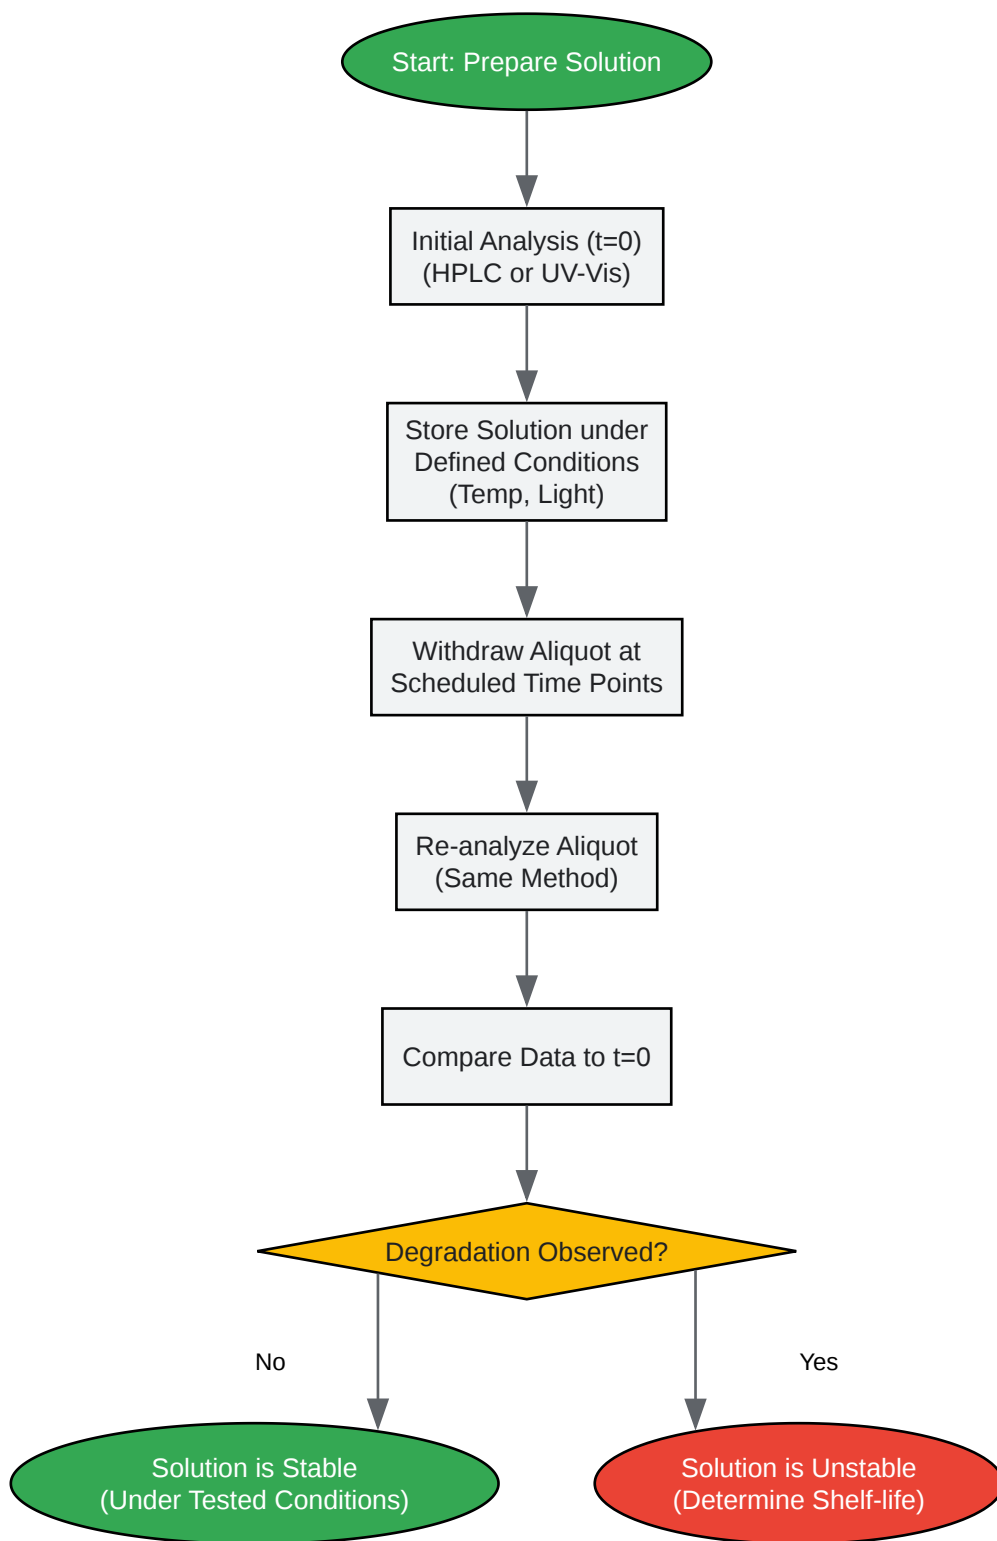 Start: Prepare Solution
Initial Analysis (t=0)
(HPLC or UV-Vis)
Store Solution under
Defined Conditions
(Temp, Light)
Withdraw Aliquot at
Scheduled Time Points
Re-analyze Aliquot
(Same Method)
Compare Data to t=0
Degradation Observed?
No
Yes
Solution is Stable
(Under Tested Conditions)
Solution is Unstable
(Determine Shelf-life)